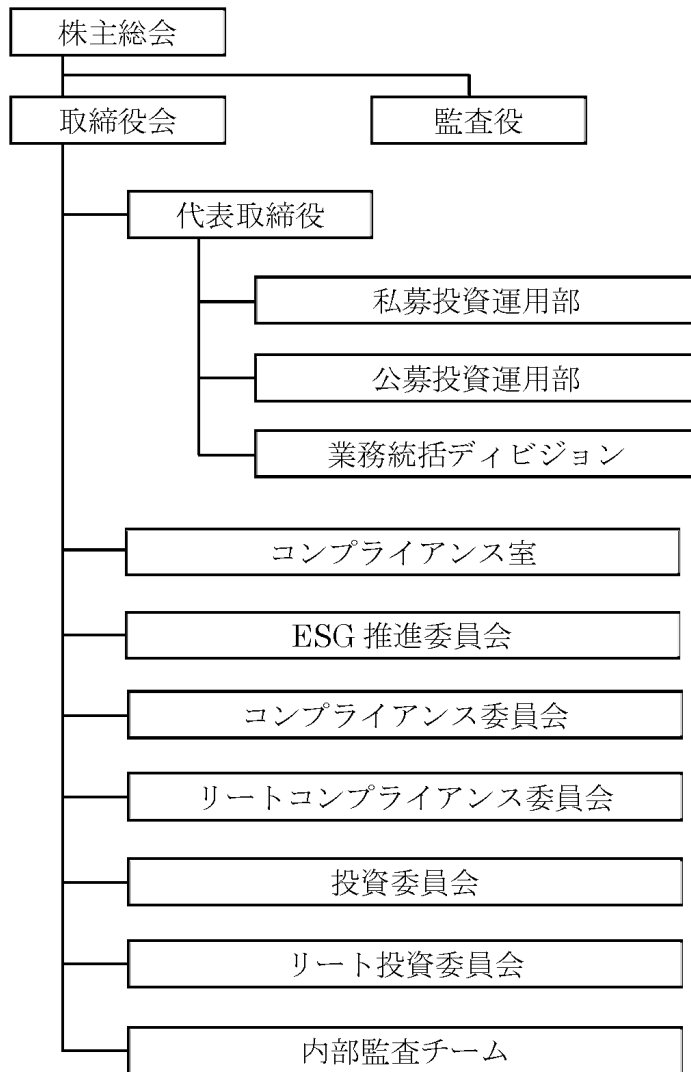 株主総会
取締役会
監査役
代表取締役
私募投資運用部
公募投資運用部
業務統括ディビジョン
コンプライアンス室
ESG 推進委員会
コンプライアンス委員会
リートコンプライアンス委員会
投資委員会
リート投資委員会
内部監査チーム